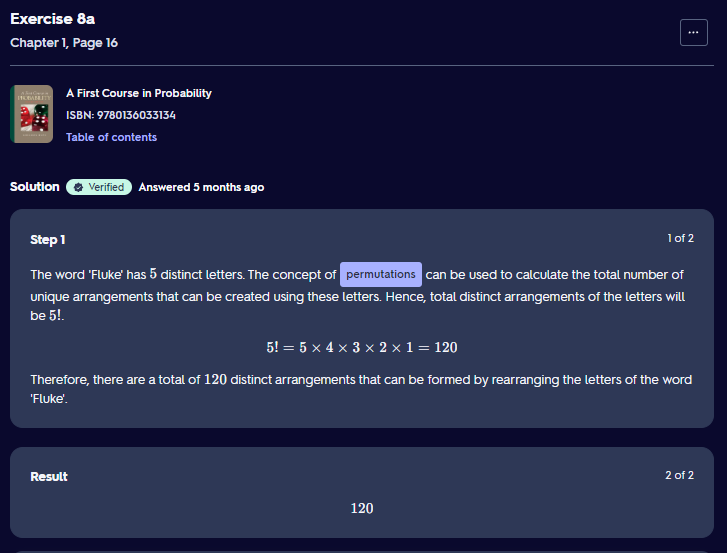 Exercise 8a
Chapter 1, Page 16
...
A First Course in Probability
ISBN: 9780136033134
Table of contents
Solution Verified Answered 5 months ago
Step 1
1 of 2
The word 'Fluke' has 5 distinct letters. The concept of permutations can be used to calculate the total number of
unique arrangements that can be created using these letters. Hence, total distinct arrangements of the letters will
be 5!.
5! = 5 × 4 × 3 × 2 × 1 = 120
Therefore, there are a total of 120 distinct arrangements that can be formed by rearranging the letters of the word
'Fluke'.
Result
2 of 2
120